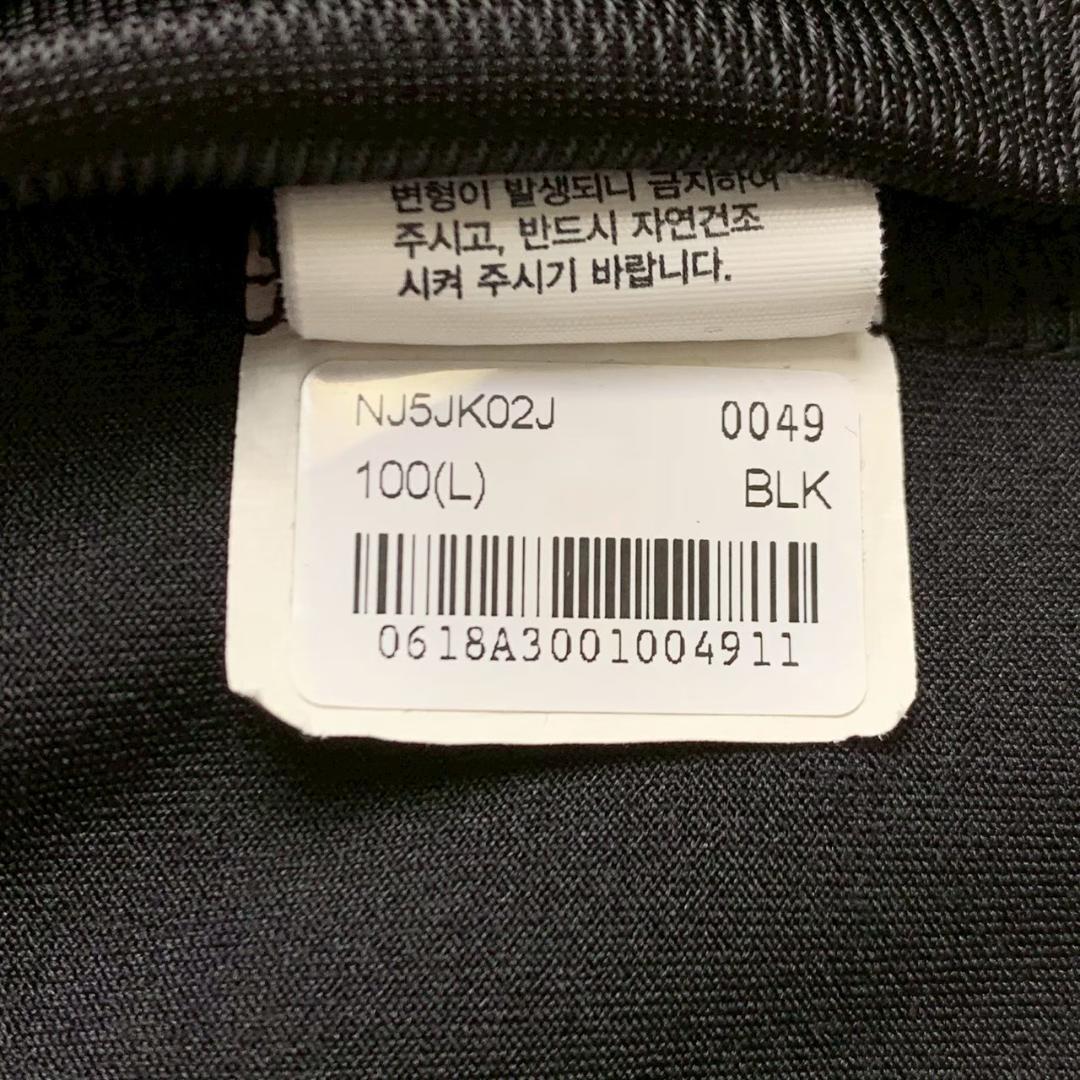 변형이 발생되니 금지하여
주시고, 반드시 자연건조
시켜 주시기 바랍니다.
NJ5JK02J 0049
100(L) BLK
0618A3001004911